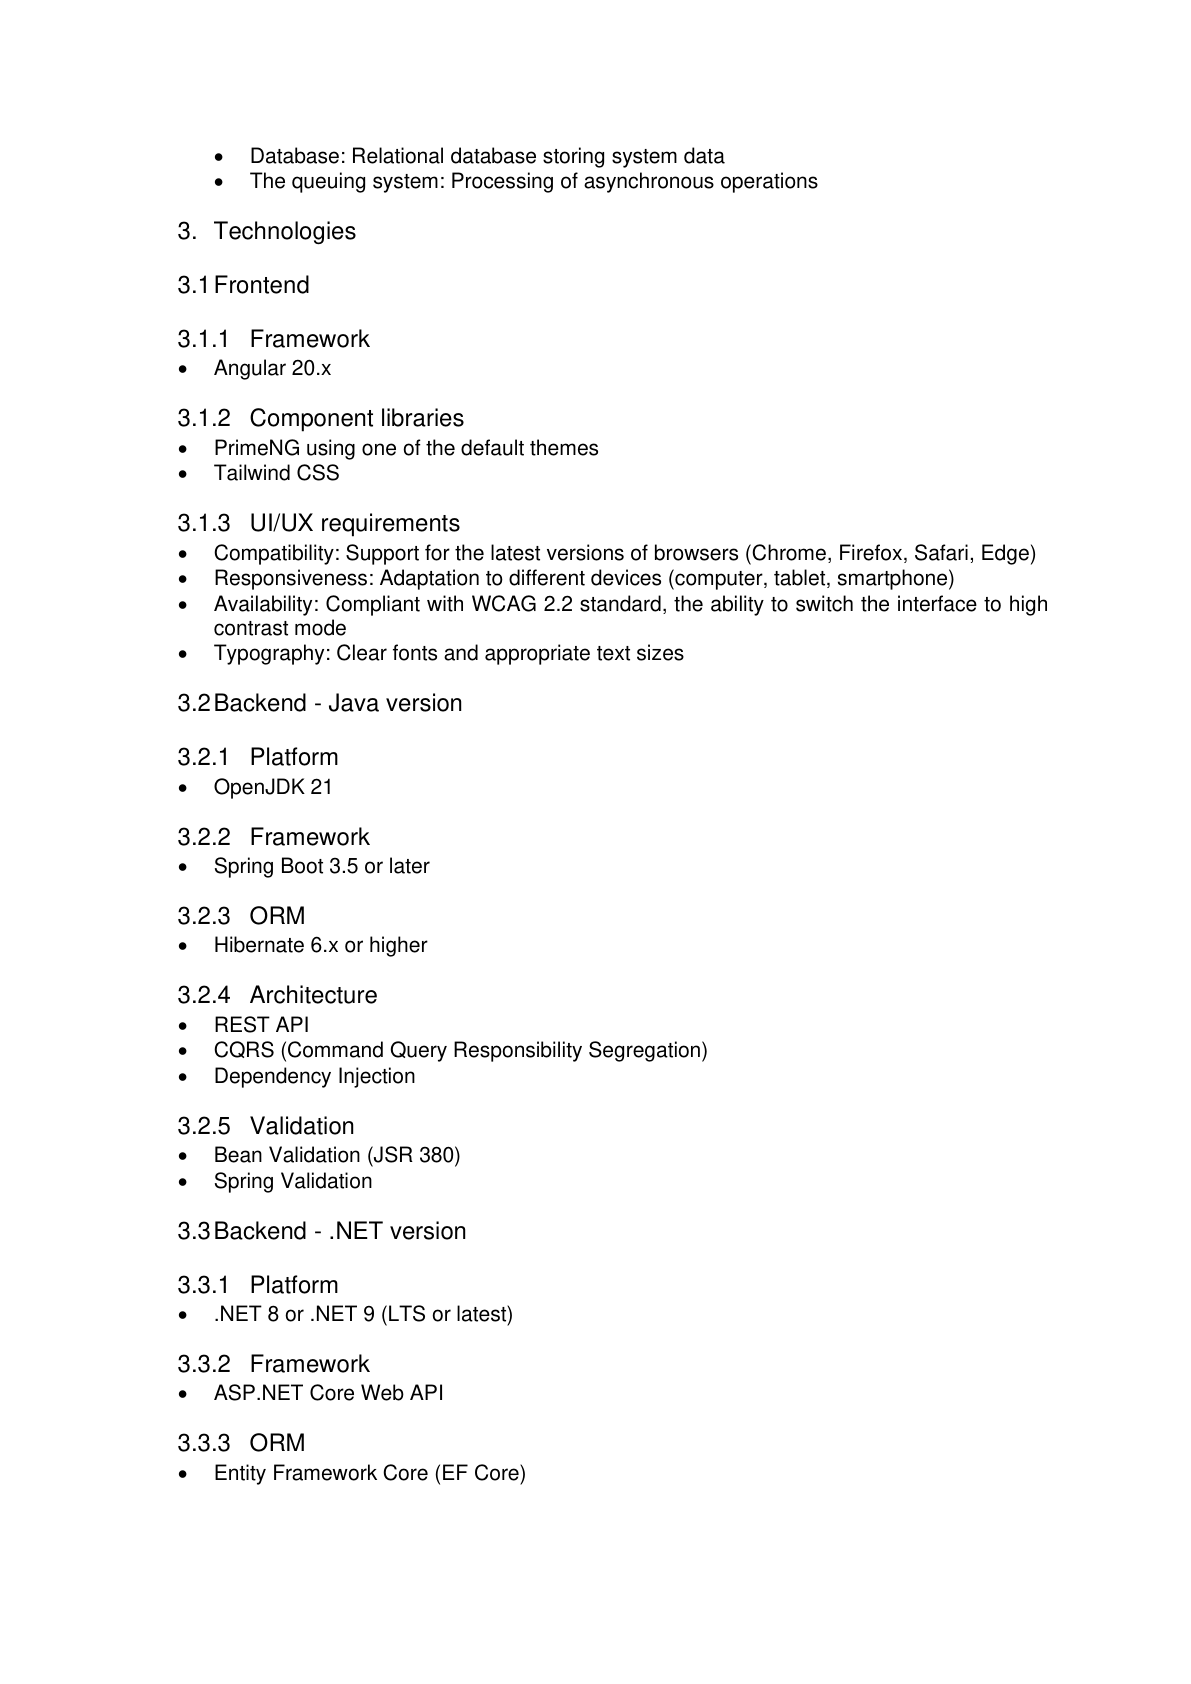 • Database: Relational database storing system data
• The queuing system: Processing of asynchronous operations
3. Technologies
3.1 Frontend
3.1.1 Framework
• Angular 20.x
3.1.2 Component libraries
• PrimeNG using one of the default themes
• Tailwind CSS
3.1.3 UI/UX requirements
• Compatibility: Support for the latest versions of browsers (Chrome, Firefox, Safari, Edge)
• Responsiveness: Adaptation to different devices (computer, tablet, smartphone)
• Availability: Compliant with WCAG 2.2 standard, the ability to switch the interface to high
contrast mode
• Typography: Clear fonts and appropriate text sizes
3.2 Backend - Java version
3.2.1 Platform
• OpenJDK 21
3.2.2 Framework
• Spring Boot 3.5 or later
3.2.3 ORM
• Hibernate 6.x or higher
3.2.4 Architecture
• REST API
• CQRS (Command Query Responsibility Segregation)
• Dependency Injection
3.2.5 Validation
• Bean Validation (JSR 380)
• Spring Validation
3.3 Backend - .NET version
3.3.1 Platform
• .NET 8 or .NET 9 (LTS or latest)
3.3.2 Framework
• ASP.NET Core Web API
3.3.3 ORM
• Entity Framework Core (EF Core)